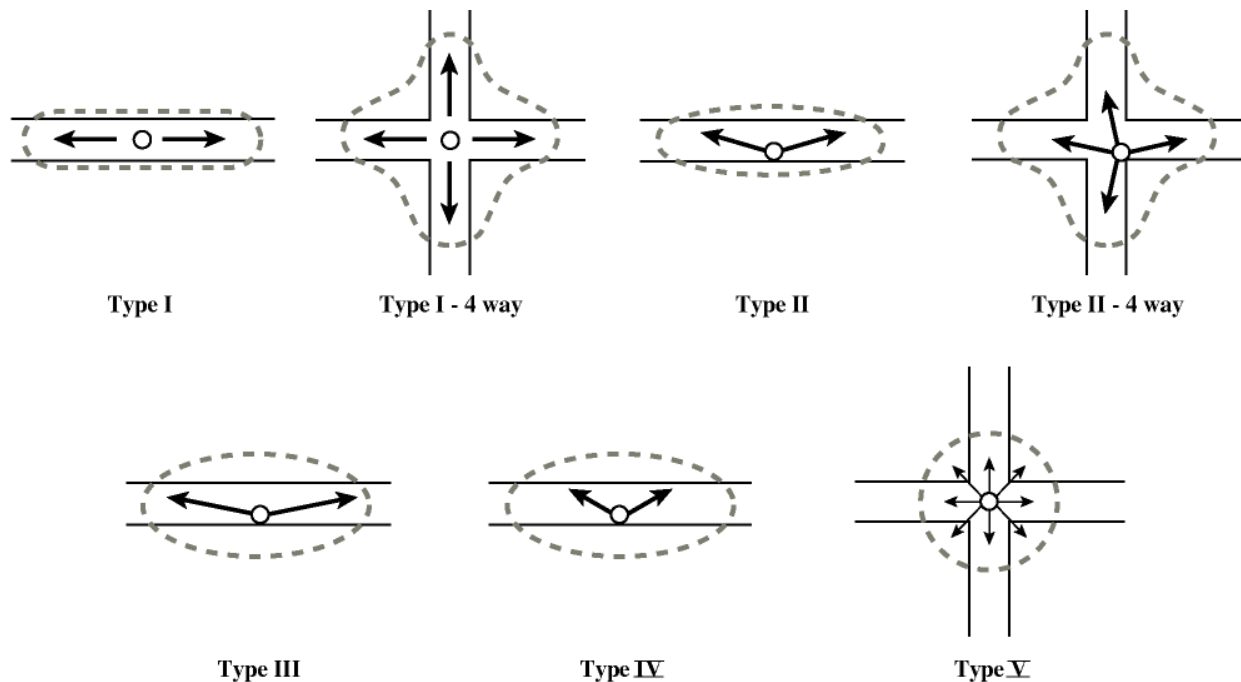 Type I
Type I - 4 way
Type II
Type II - 4 way
Type III
Type IV
Type V